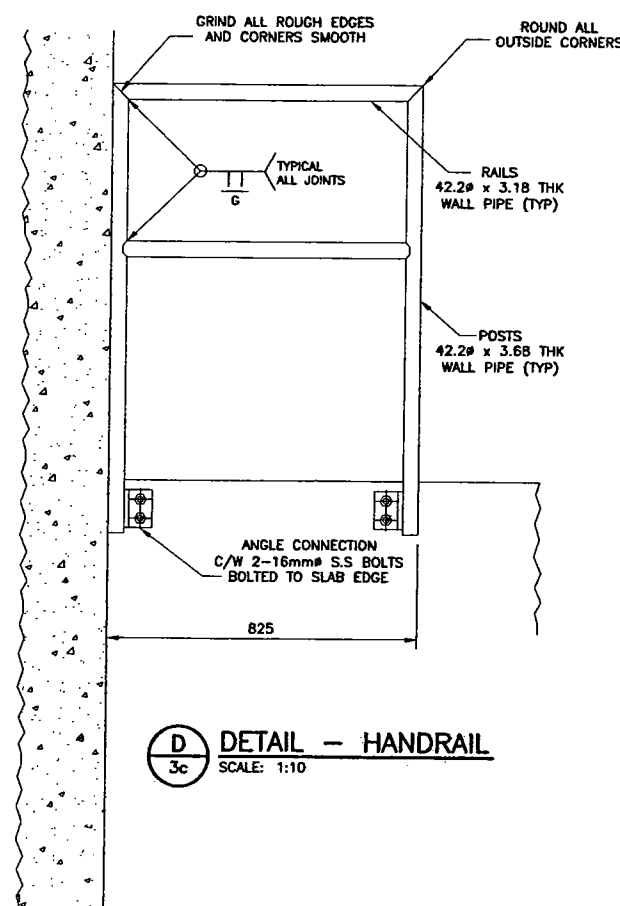 GRIND ALL ROUGH EDGES
AND CORNERS SMOOTH
ROUND ALL
OUTSIDE CORNERS
TYPICAL
ALL JOINTS
G
RAILS
42.2ø x 3.18 THK
WALL PIPE (TYP)
POSTS
42.2ø x 3.68 THK
WALL PIPE (TYP)
ANGLE CONNECTION
C/W 2-16mmø S.S BOLTS
BOLTED TO SLAB EDGE
825
D
3c
DETAIL - HANDRAIL
SCALE: 1:10